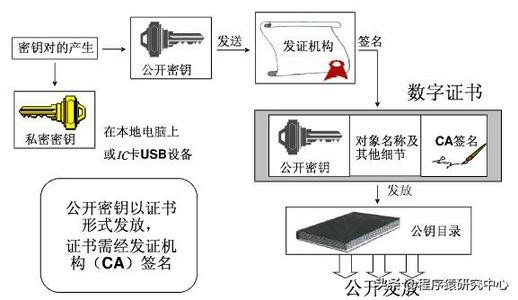 密钥对的产生
公开密钥
发送
发证机构
签名
私密密钥
在本地电脑上
或IC卡USB设备
数字证书
公开密钥
对象名称及
其他细节
CA签名
发放
公开密钥以证书
形式发放，
证书需经发证机
构（CA）签名
公钥目录
公开发放
头条@程序猿研究中心